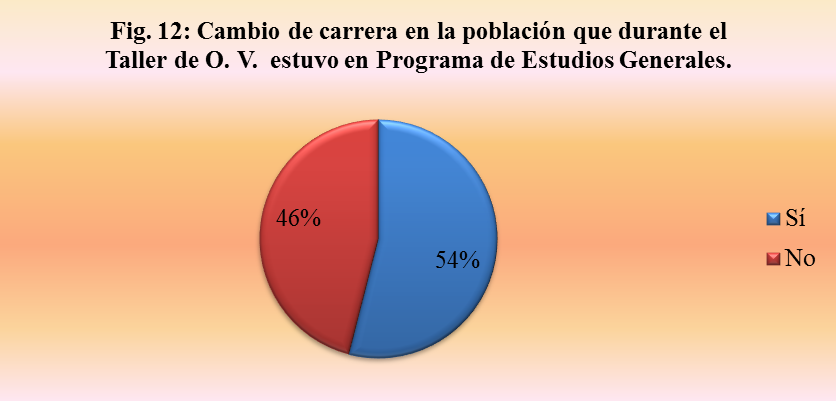 Fig. 12: Cambio de carrera en la población que durante el
Taller de O. V. estuvo en Programa de Estudios Generales.
46%
54%
Sí
No